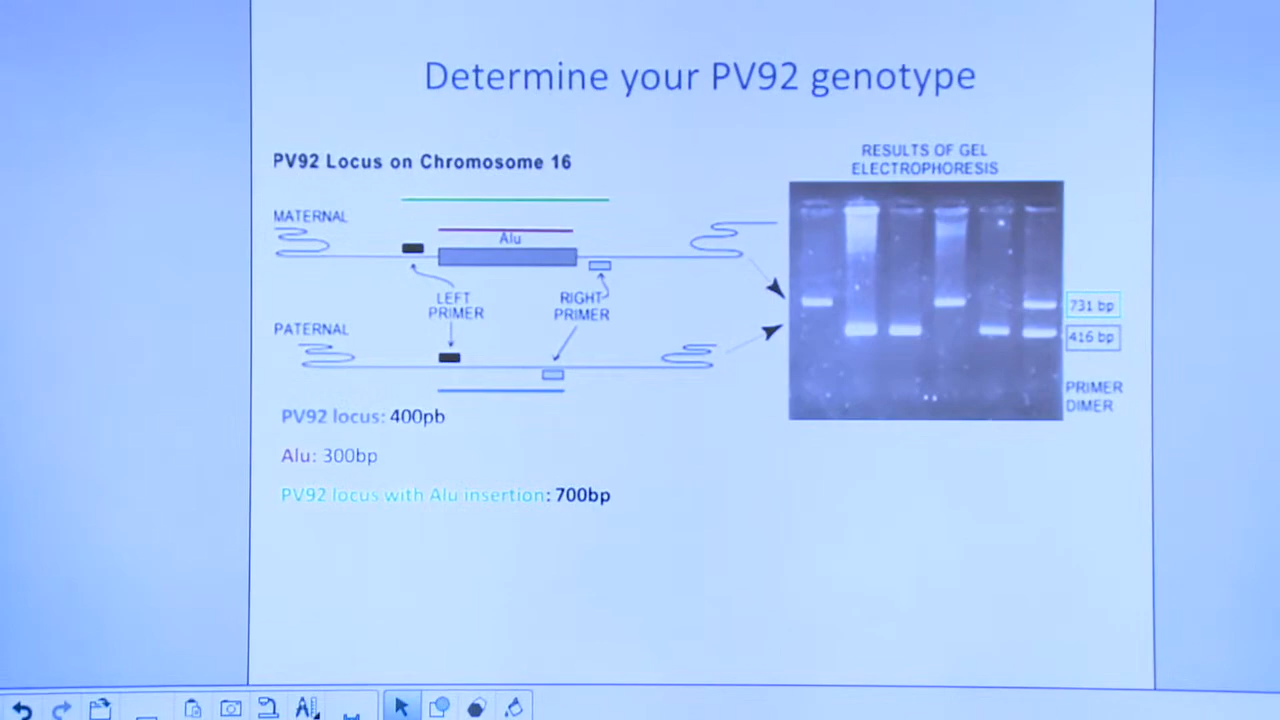 Determine your PV92 genotype
PV92 Locus on Chromosome 16
MATERNAL
Alu
LEFT
PRIMER
RIGHT
PRIMER
PATERNAL
PV92 locus: 400pb
Alu: 300bp
PV92 locus with Alu insertion: 700bp
RESULTS OF GEL
ELECTROPHORESIS
731 bp
416 bp
PRIMER
DIMER